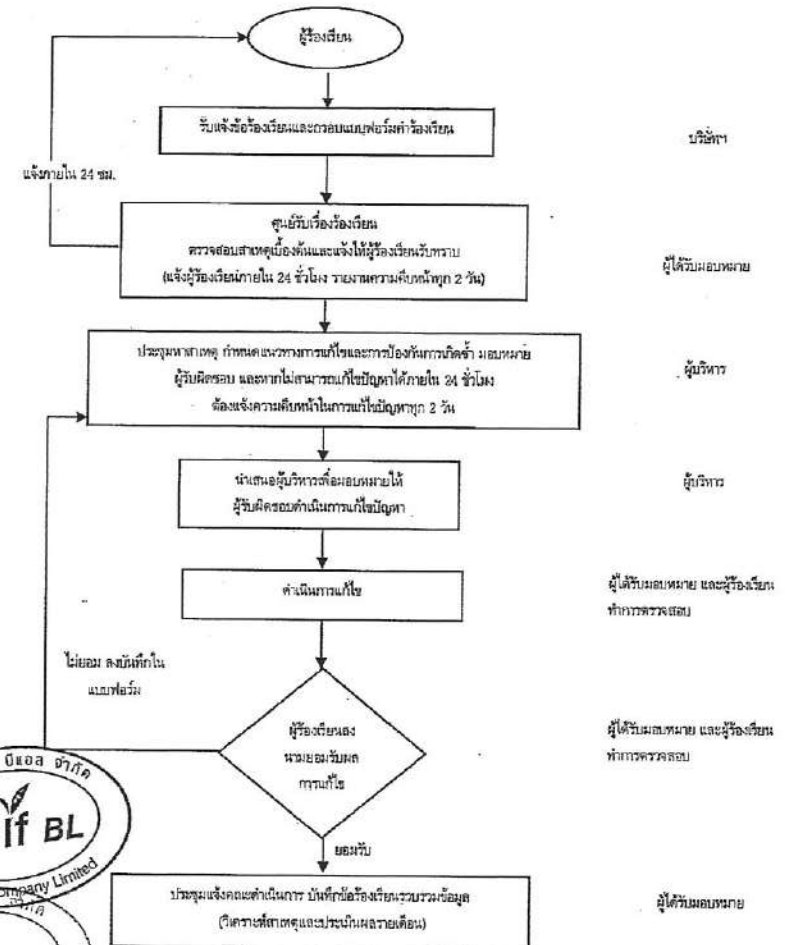 ผู้ร้องเรียน
รับแจ้งข้อร้องเรียนและกรอกแบบฟอร์มคำร้องเรียน
บริษัทฯ
แจ้งภายใน 24 ชม.
ศูนย์รับเรื่องร้องเรียน
ตรวจสอบสาเหตุเบื้องต้นและแจ้งให้ผู้ร้องเรียนรับทราบ
(แจ้งผู้ร้องเรียนภายใน 24 ชั่วโมง รายงานความคืบหน้าทุก 2 วัน)
ผู้ได้รับมอบหมาย
ประชุมหาสาเหตุ กำหนดแนวทางการแก้ไขและการป้องกันการเกิดซ้ำ มอบหมาย
ผู้รับผิดชอบ และหากไม่สามารถแก้ไขปัญหาได้ภายใน 24 ชั่วโมง
ต้องแจ้งความคืบหน้าในการแก้ไขปัญหาทุก 2 วัน
ผู้บริหาร
นำเสนอผู้บริหารเพื่อมอบหมายให้
ผู้รับผิดชอบดำเนินการแก้ไขปัญหา
ผู้บริหาร
ดำเนินการแก้ไข
ผู้ได้รับมอบหมาย และผู้ร้องเรียน
ทำการตรวจสอบ
ไม่ยอม ลงบันทึกใน
แบบฟอร์ม
ผู้ร้องเรียนลง
นามยอมรับผล
การแก้ไข
ผู้ได้รับมอบหมาย และผู้ร้องเรียน
ทำการตรวจสอบ
บีแอล จำกัด
lf BL
Company Limited
ยอมรับ
ประชุมแจ้งคณะดำเนินการ บันทึกข้อร้องเรียนรวบรวมข้อมูล
(วิเคราะห์สาเหตุและประเมินผลรายเดือน)
ผู้ได้รับมอบหมาย